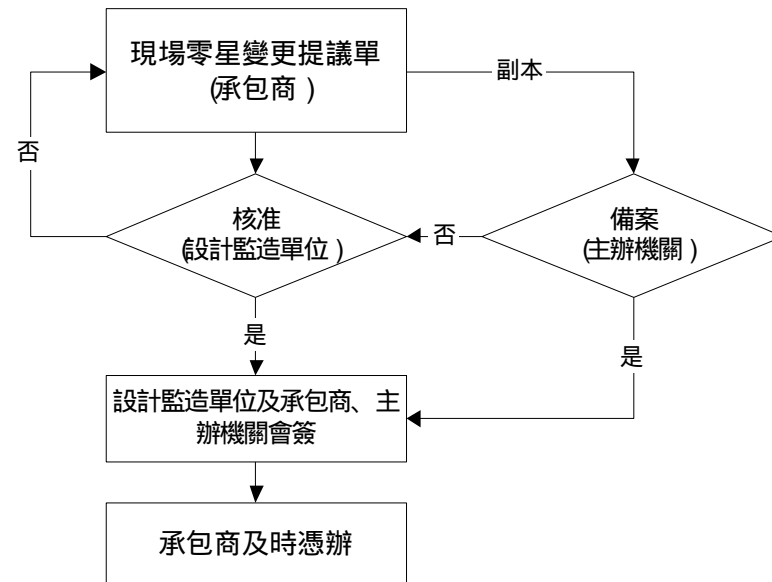 現場零星變更提議單
(承包商)
副本
否
核准
(設計監造單位)
否
備案
(主辦機關)
是
是
設計監造單位及承包商、主
辦機關會簽
承包商及時憑辦